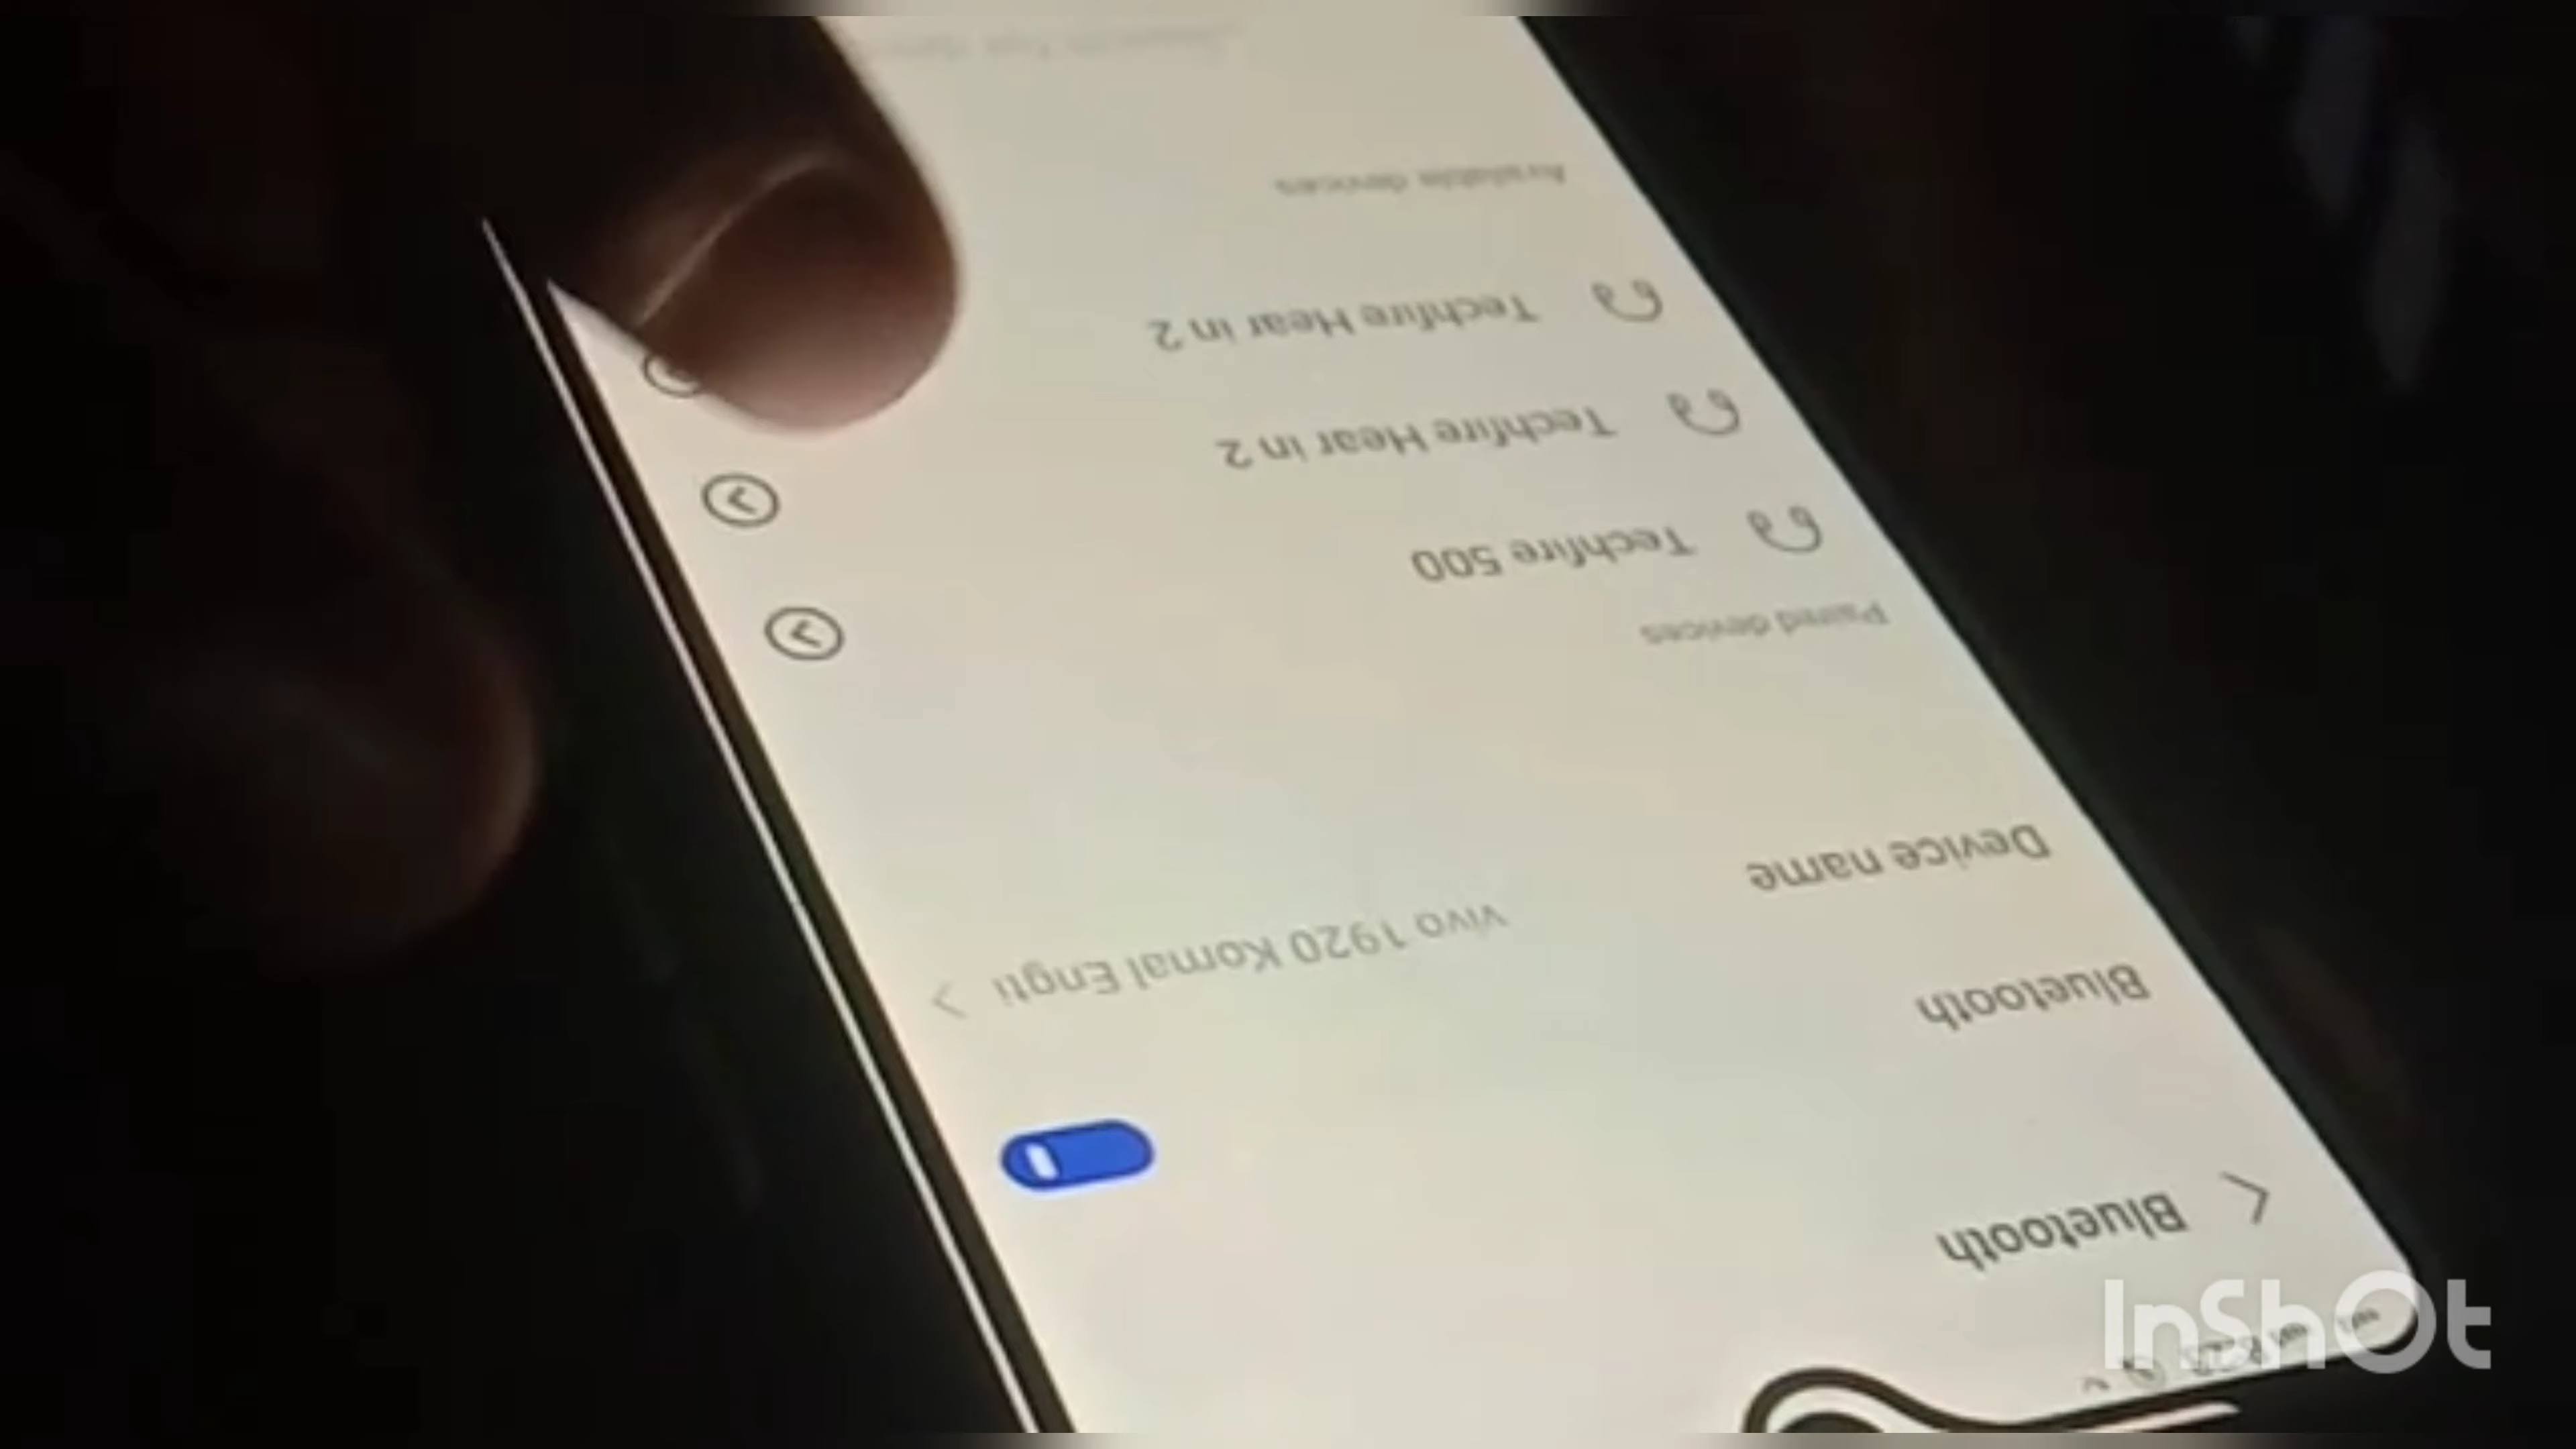 Bluetooth
Bluetooth
Device name
vivo 1920 Komal Engti
Paired devices
Techfire 500
Techfire Hear in 2
Techfire Hear in 2
Available devices
InShOt